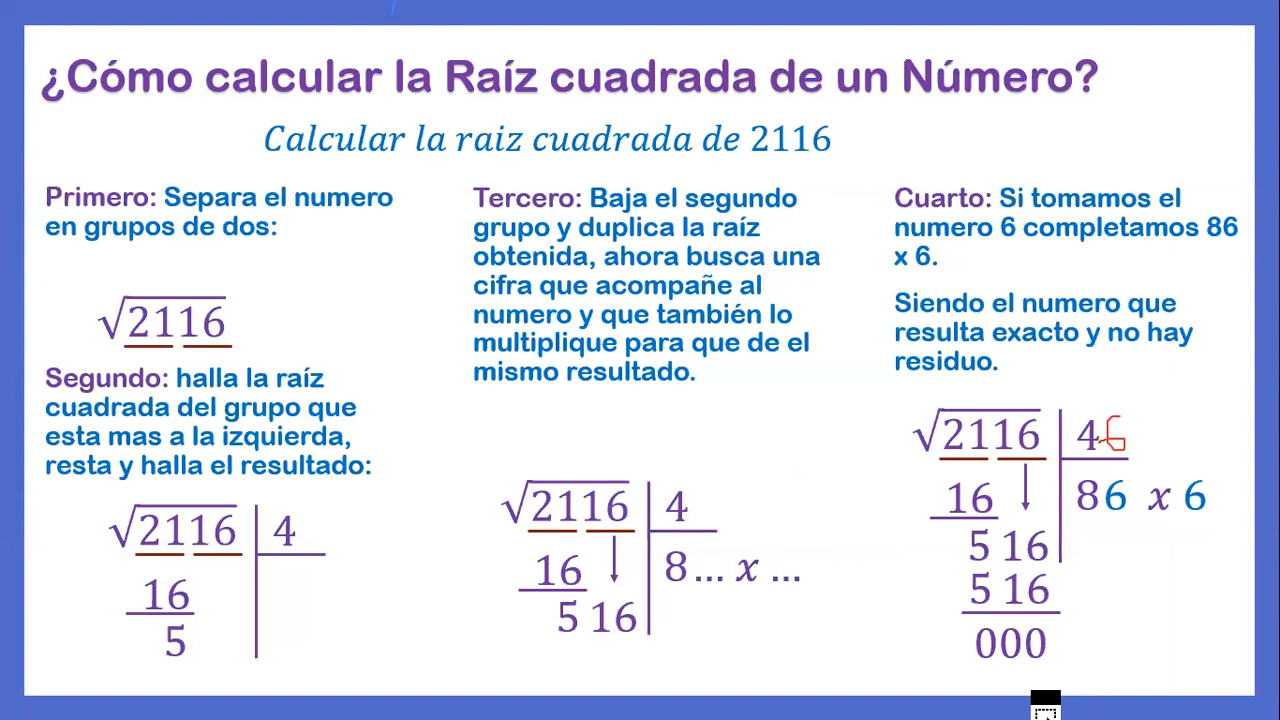 ¿Cómo calcular la Raíz cuadrada de un Número?
Calcular la raiz cuadrada de 2116
Primero: Separa el numero
en grupos de dos:
√2116
Segundo: halla la raíz
cuadrada del grupo que
esta mas a la izquierda,
resta y halla el resultado:
√2116 4
16
5
Tercero: Baja el segundo
grupo y duplica la raíz
obtenida, ahora busca una
cifra que acompañe al
numero y que también lo
multiplique para que de el
mismo resultado.
√2116 4
16 8... x ...
5 16
Cuarto: Si tomamos el
numero 6 completamos 86
x 6.
Siendo el numero que
resulta exacto y no hay
residuo.
√2116 46
16 86 x 6
5 16
5 16
000